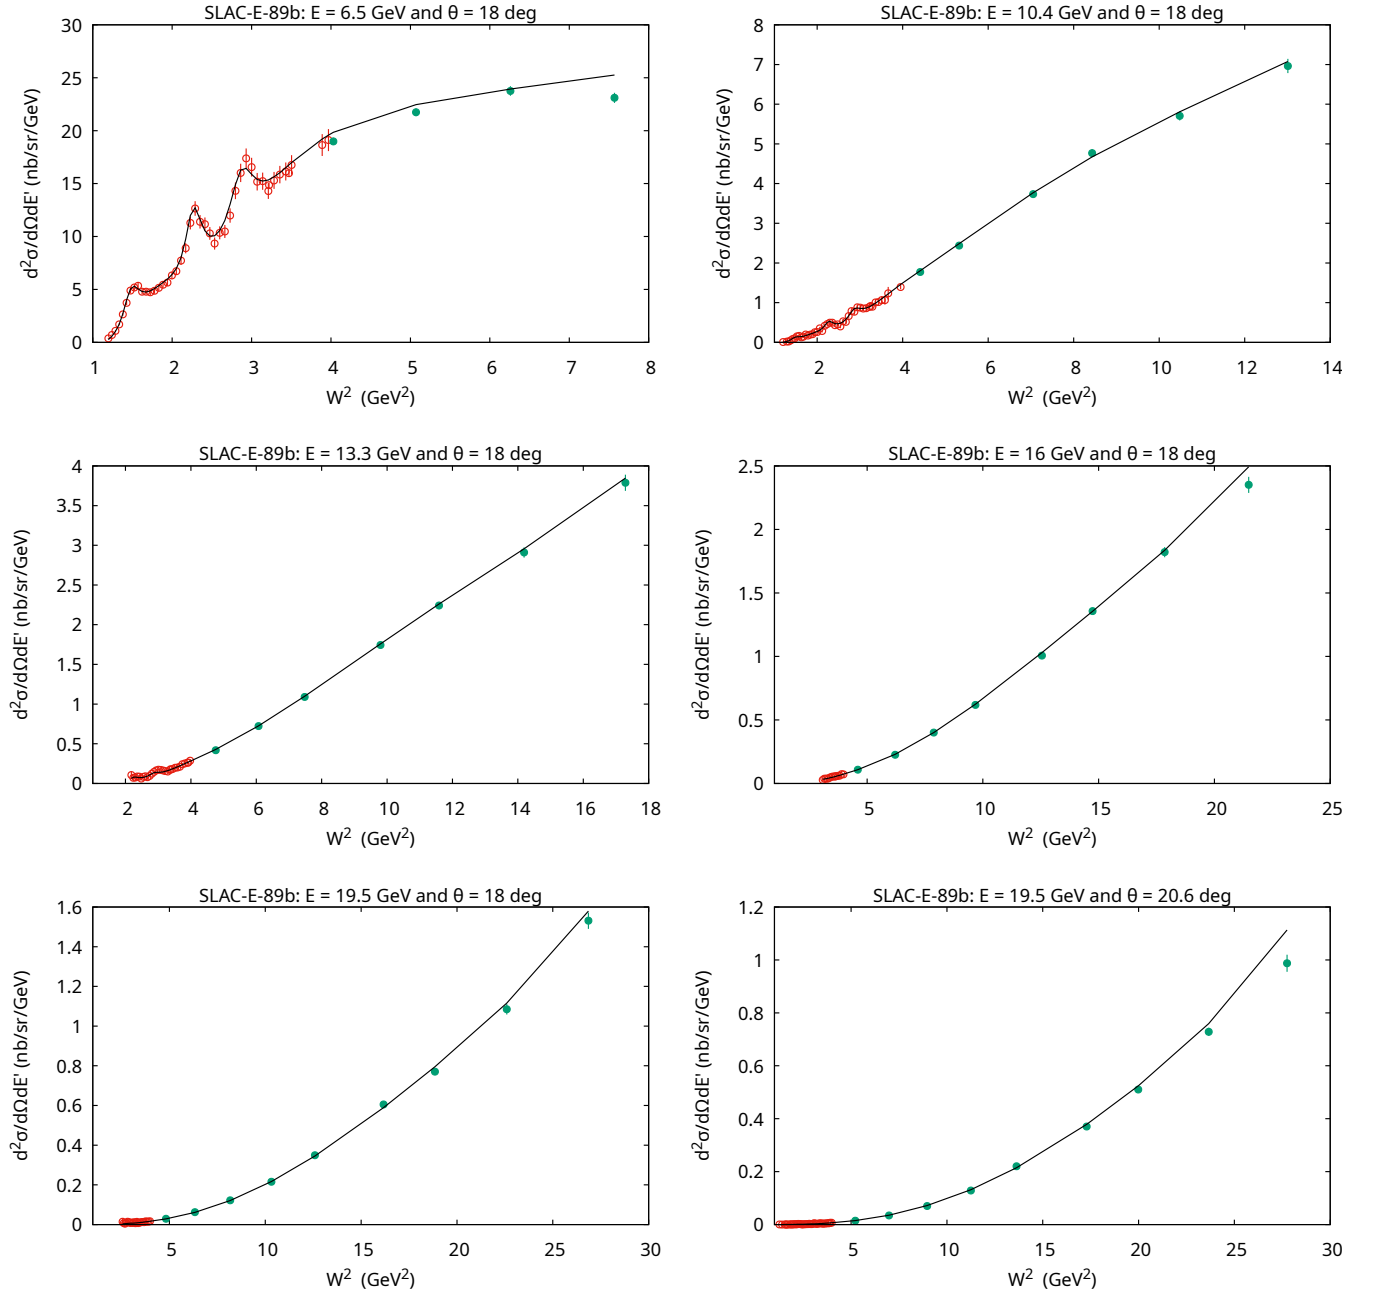 SLAC-E-89b: E = 6.5 GeV and θ = 18 deg
d²σ/dΩdE' (nb/sr/GeV)
30
25
20
15
10
5
0
1 2 3 4 5 6 7 8
W² (GeV²)
SLAC-E-89b: E = 10.4 GeV and θ = 18 deg
d²σ/dΩdE' (nb/sr/GeV)
8
7
6
5
4
3
2
1
0
2 4 6 8 10 12 14
W² (GeV²)
SLAC-E-89b: E = 13.3 GeV and θ = 18 deg
d²σ/dΩdE' (nb/sr/GeV)
4
3.5
3
2.5
2
1.5
1
0.5
0
2 4 6 8 10 12 14 16 18
W² (GeV²)
SLAC-E-89b: E = 16 GeV and θ = 18 deg
d²σ/dΩdE' (nb/sr/GeV)
2.5
2
1.5
1
0.5
0
5 10 15 20 25
W² (GeV²)
SLAC-E-89b: E = 19.5 GeV and θ = 18 deg
d²σ/dΩdE' (nb/sr/GeV)
1.6
1.4
1.2
1
0.8
0.6
0.4
0.2
0
5 10 15 20 25 30
W² (GeV²)
SLAC-E-89b: E = 19.5 GeV and θ = 20.6 deg
d²σ/dΩdE' (nb/sr/GeV)
1.2
1
0.8
0.6
0.4
0.2
0
5 10 15 20 25 30
W² (GeV²)